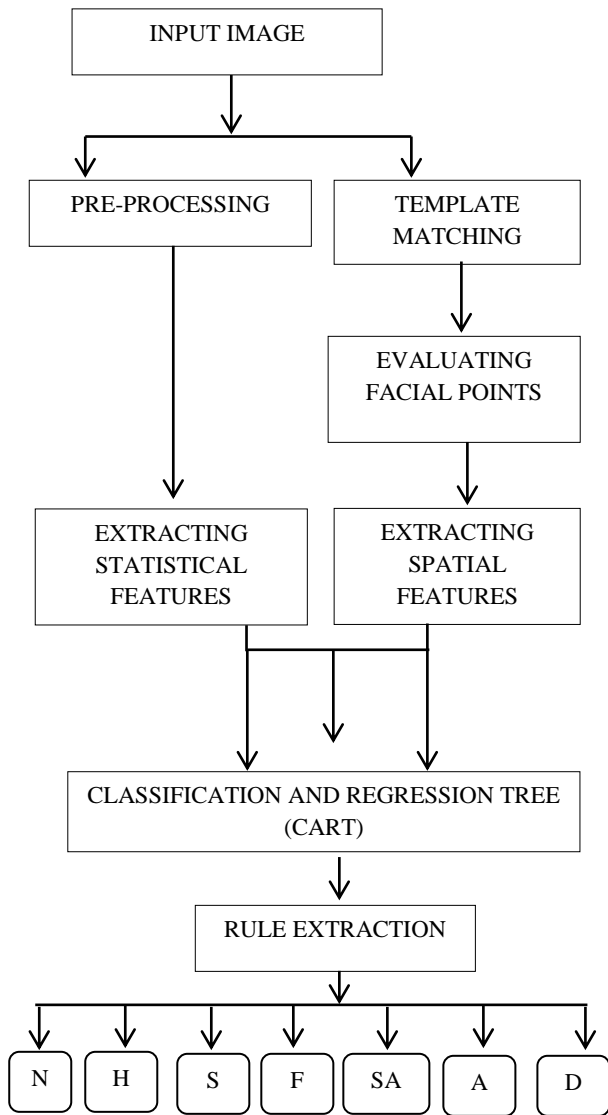 INPUT IMAGE
PRE-PROCESSING
TEMPLATE
MATCHING
EVALUATING
FACIAL POINTS
EXTRACTING
STATISTICAL
FEATURES
EXTRACTING
SPATIAL
FEATURES
CLASSIFICATION AND REGRESSION TREE
(CART)
RULE EXTRACTION
N
H
S
F
SA
A
D